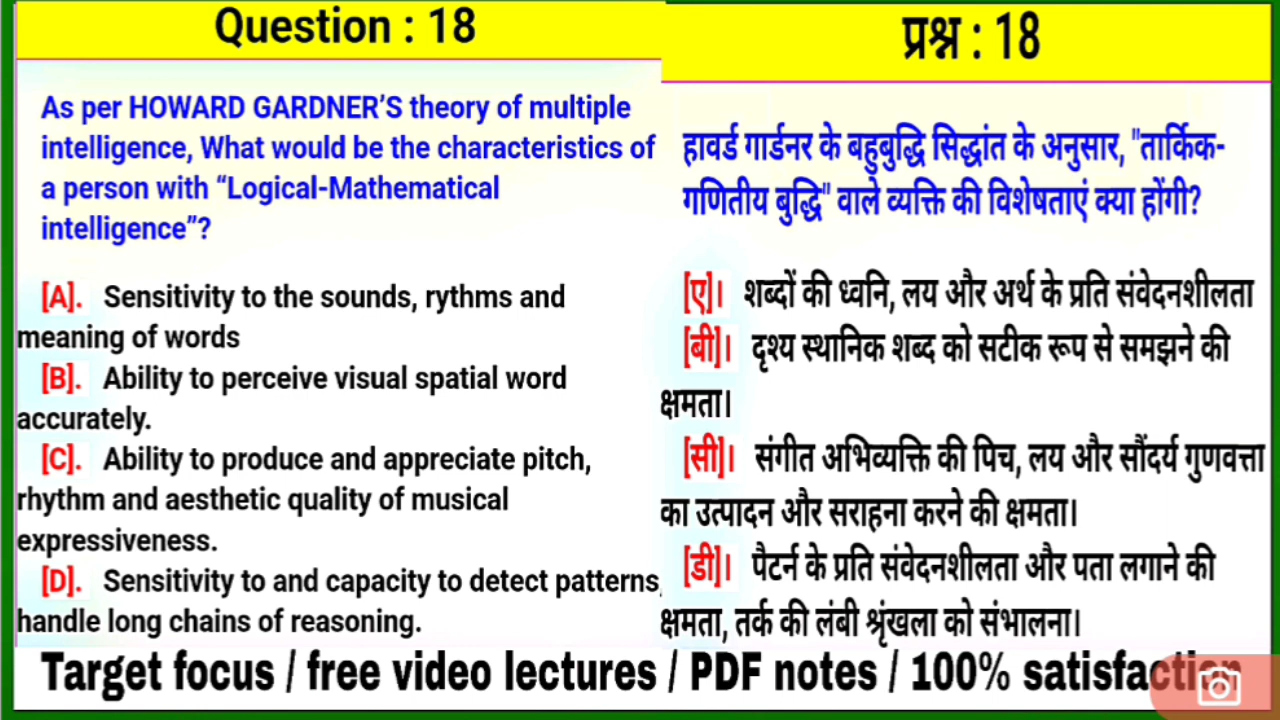 Question : 18
As per HOWARD GARDNER’S theory of multiple
intelligence, What would be the characteristics of
a person with “Logical-Mathematical
intelligence”?
[A]. Sensitivity to the sounds, rythms and
meaning of words
[B]. Ability to perceive visual spatial word
accurately.
[C]. Ability to produce and appreciate pitch,
rhythm and aesthetic quality of musical
expressiveness.
[D]. Sensitivity to and capacity to detect patterns,
handle long chains of reasoning.
प्रश्न : 18
हावर्ड गार्डनर के बहुबुद्धि सिद्धांत के अनुसार, "तार्किक-
गणितीय बुद्धि" वाले व्यक्ति की विशेषताएं क्या होंगी?
[ए]। शब्दों की ध्वनि, लय और अर्थ के प्रति संवेदनशीलता
[बी]। दृश्य स्थानिक शब्द को सटीक रूप से समझने की
क्षमता।
[सी]। संगीत अभिव्यक्ति की पिच, लय और सौंदर्य गुणवत्ता
का उत्पादन और सराहना करने की क्षमता।
[डी]। पैटर्न के प्रति संवेदनशीलता और पता लगाने की
क्षमता, तर्क की लंबी श्रृंखला को संभालना।
Target focus / free video lectures / PDF notes / 100% satisfaction